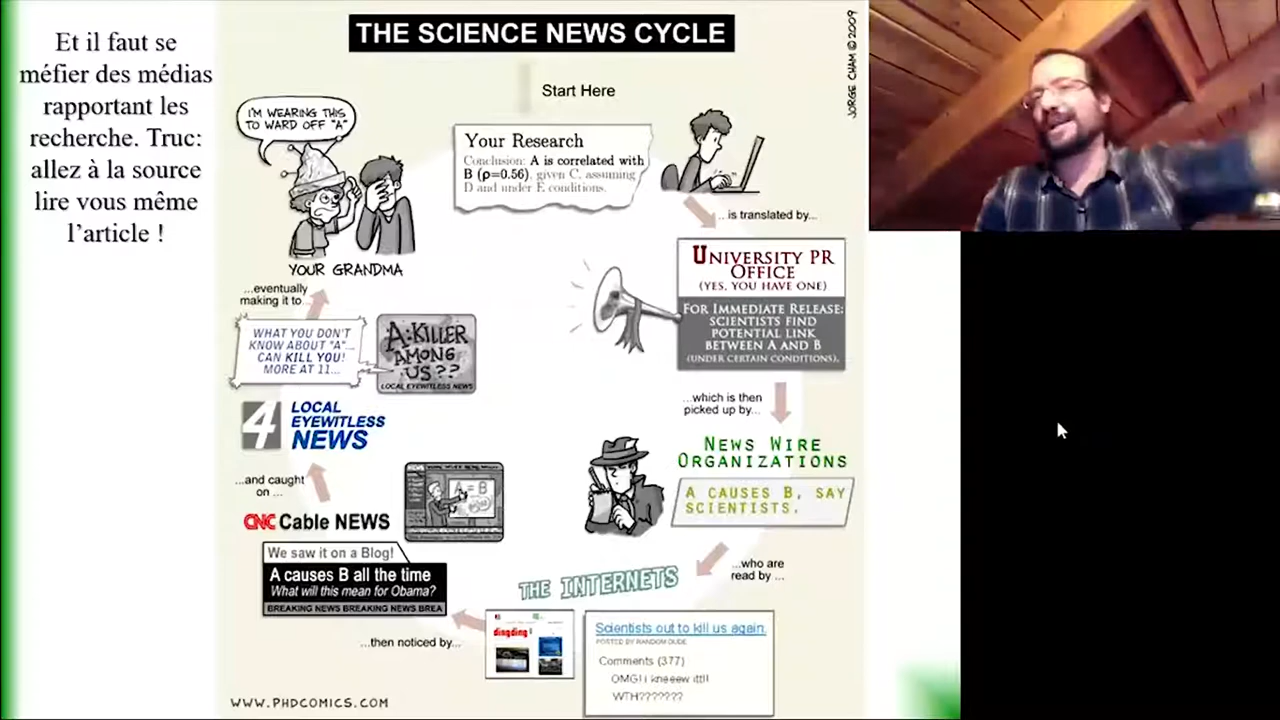 Et il faut se
méfier des médias
rapportant les
recherche. Truc:
allez à la source
lire vous même
l'article !
THE SCIENCE NEWS CYCLE
JORGE CHAM © 2009
Start Here
Your Research
Conclusion: A is correlated with
B (ρ=0.56), given C, assuming
D and under E conditions.
...is translated by...
UNIVERSITY PR
OFFICE
(YES, YOU HAVE ONE)
FOR IMMEDIATE RELEASE:
SCIENTISTS FIND
POTENTIAL LINK
BETWEEN A AND B
(UNDER CERTAIN CONDITIONS).
...which is then
picked up by...
NEWS WIRE
ORGANIZATIONS
A CAUSES B, SAY
SCIENTISTS.
...who are
read by ...
THE INTERNETS
dingding
Scientists out to kill us again.
POSTED BY RANDOM DUDE
Comments (377)
OMG! i kneeew itt!!
WTH???????
...then noticed by...
We saw it on a Blog!
A causes B all the time
What will this mean for Obama?
BREAKING NEWS BREAKING NEWS BREA
CNC Cable NEWS
A = B
...and caught
on ...
4 LOCAL
EYEWITLESS
NEWS
WHAT YOU DON'T
KNOW ABOUT "A"...
CAN KILL YOU!
MORE AT 11...
A:KILLER
AMONG
US??
LOCAL EYEWITLESS NEWS
...eventually
making it to...
YOUR GRANDMA
I'M WEARING THIS
TO WARD OFF "A"
WWW.PHDCOMICS.COM